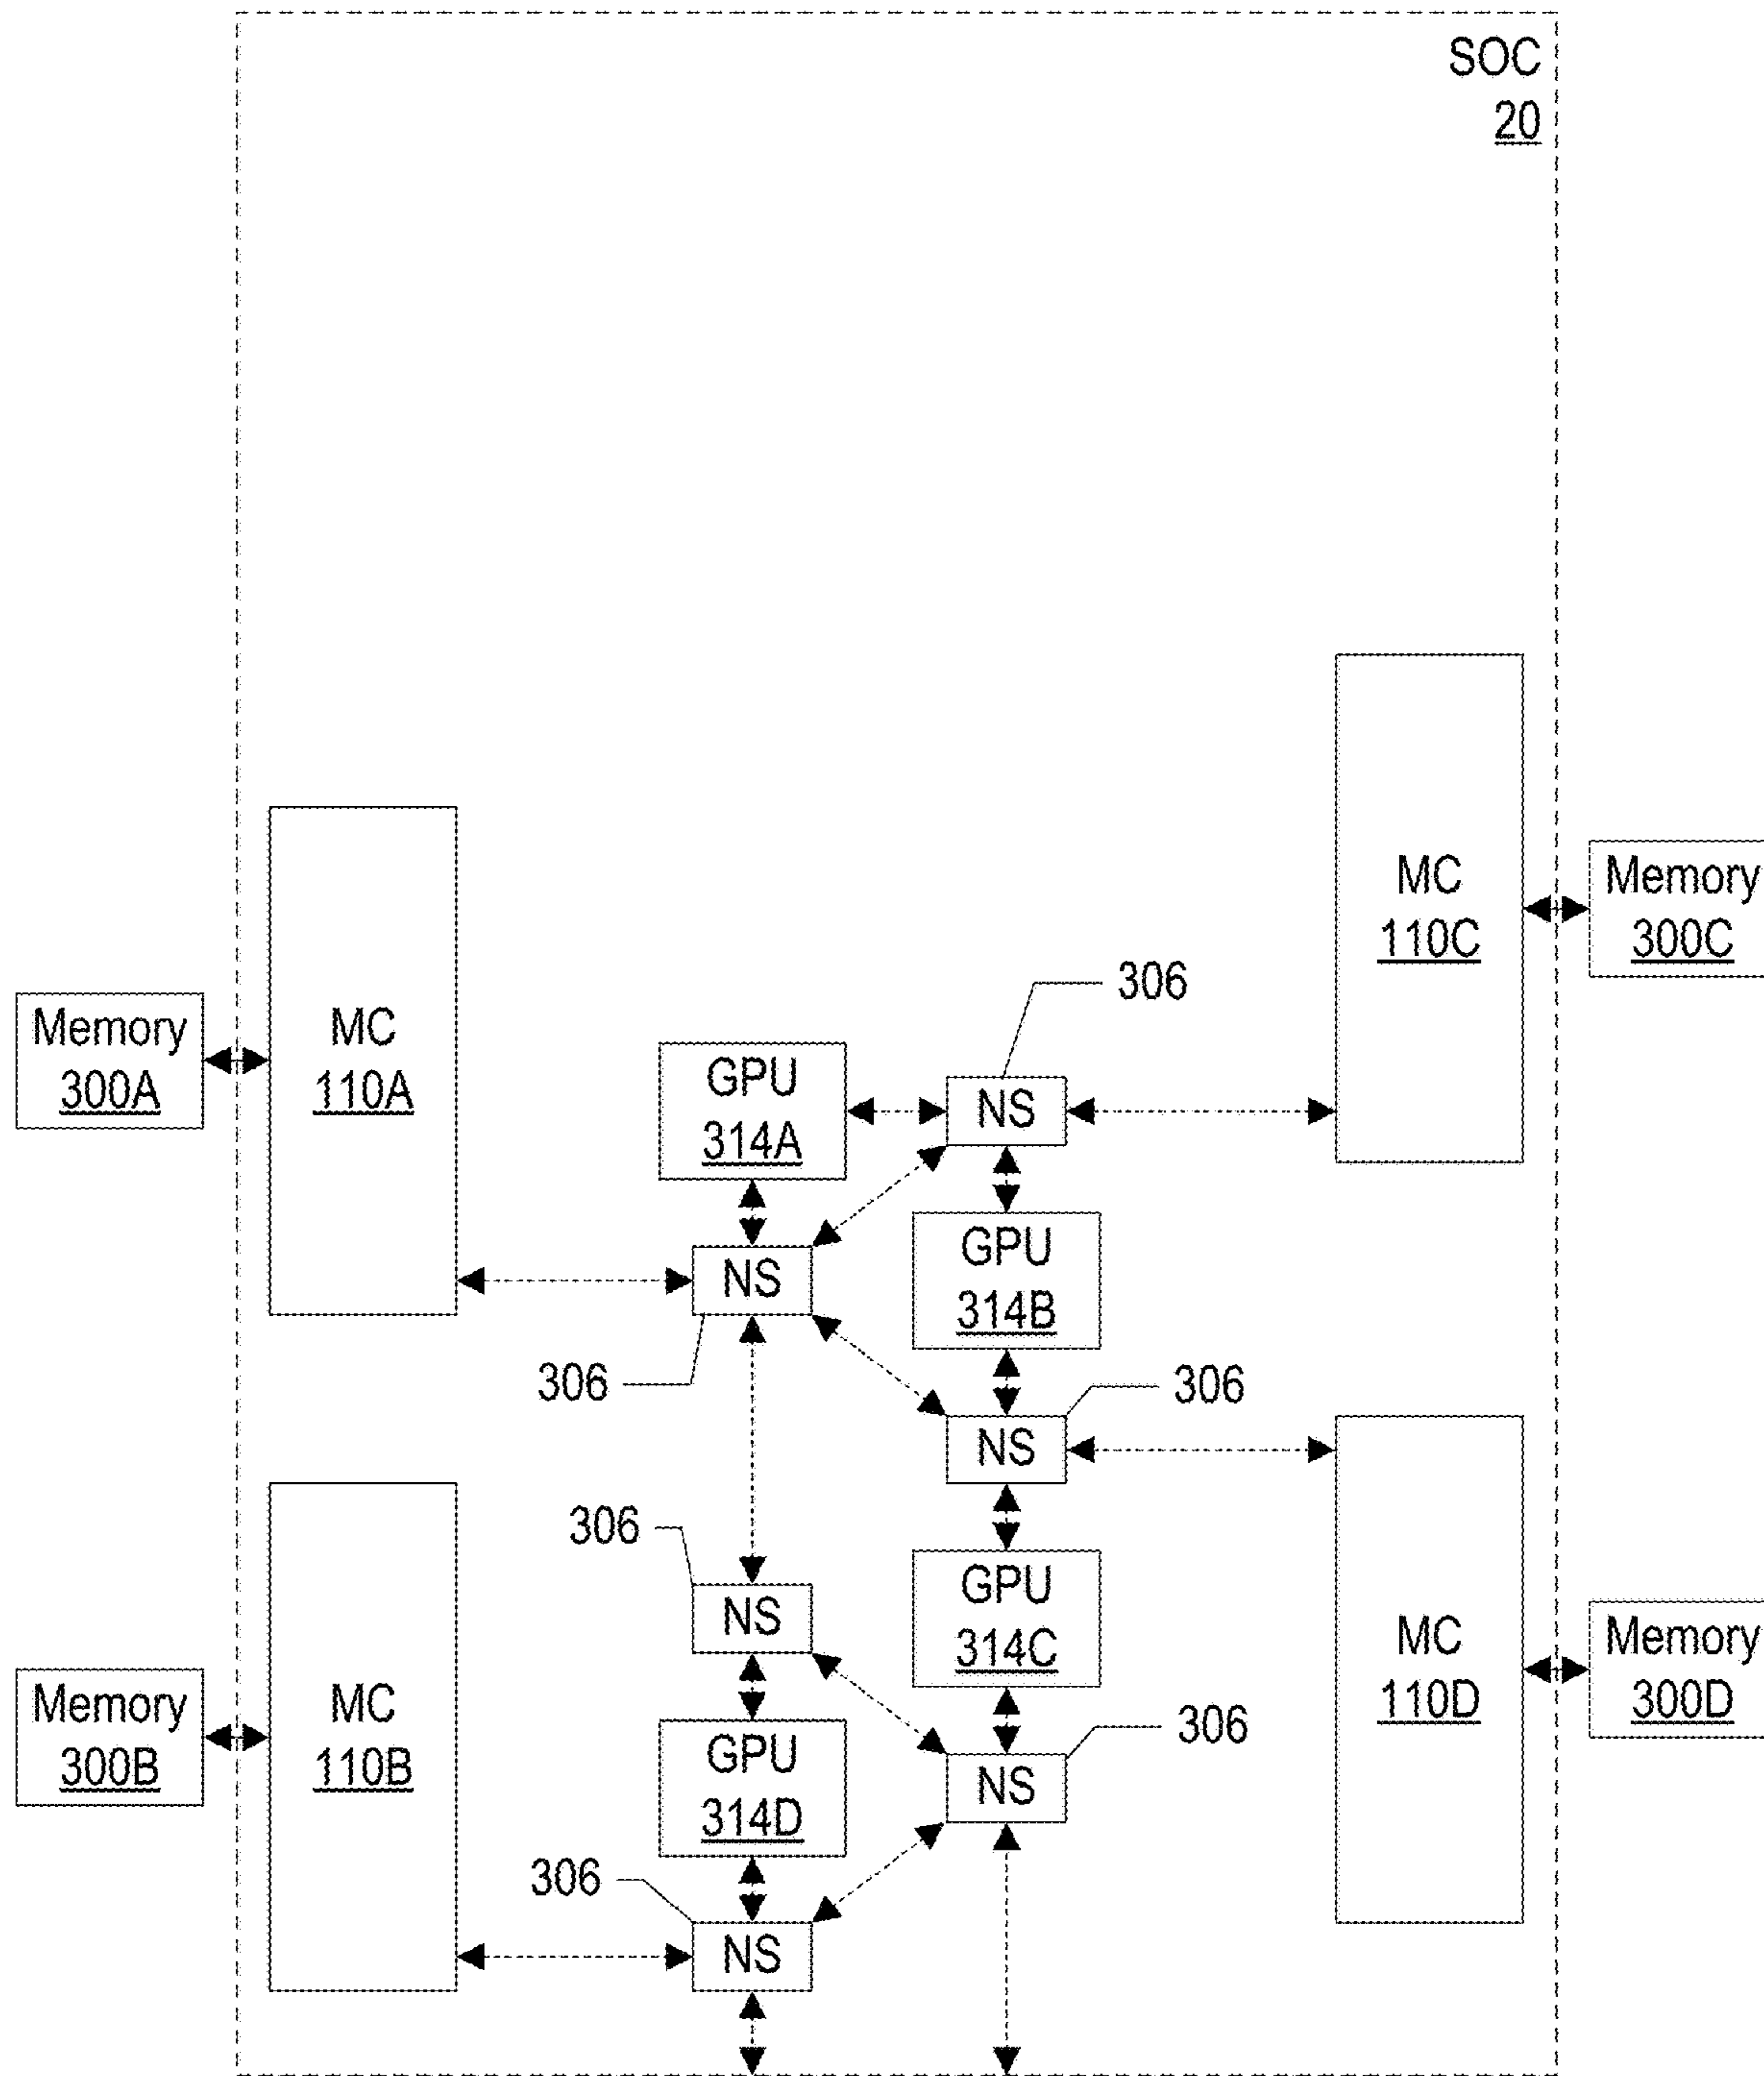 SOC
20
MC
110C
Memory
300C
306
Memory
300A
MC
110A
GPU
314A
NS
NS
GPU
314B
306
306
NS
306
NS
GPU
314C
MC
110D
Memory
300D
Memory
300B
MC
110B
GPU
314D
306
NS
306
NS